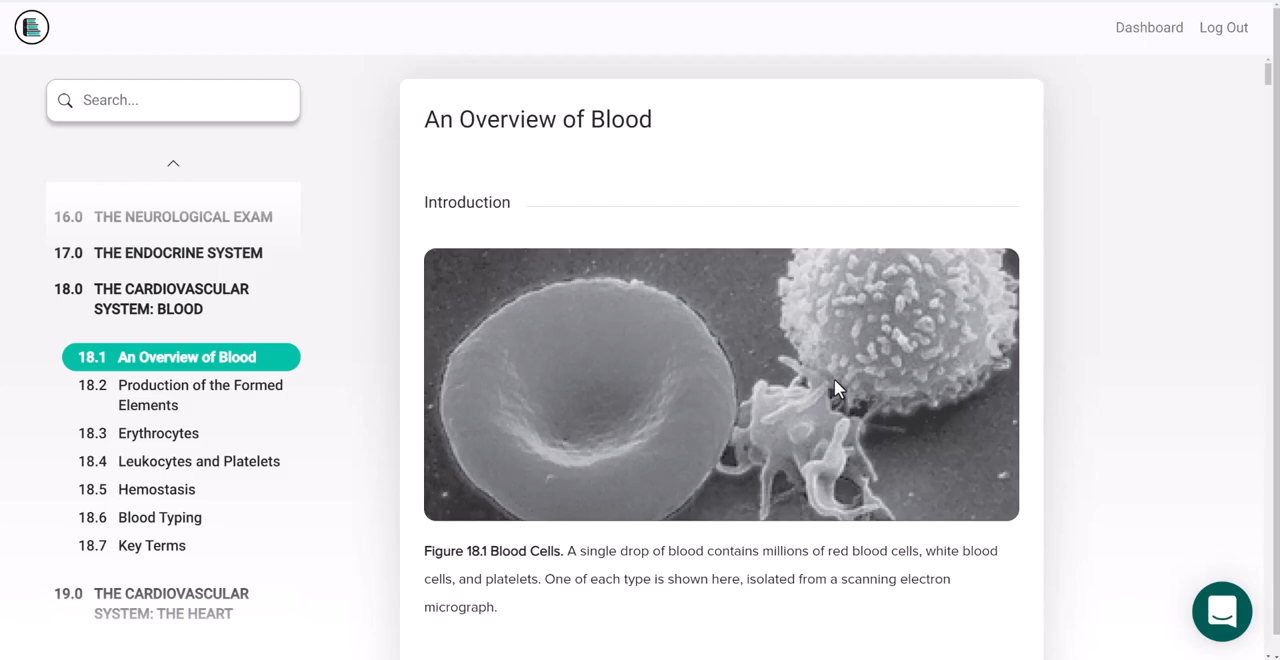 Dashboard Log Out
Search...
16.0 THE NEUROLOGICAL EXAM
17.0 THE ENDOCRINE SYSTEM
18.0 THE CARDIOVASCULAR
SYSTEM: BLOOD
18.1 An Overview of Blood
18.2 Production of the Formed
Elements
18.3 Erythrocytes
18.4 Leukocytes and Platelets
18.5 Hemostasis
18.6 Blood Typing
18.7 Key Terms
19.0 THE CARDIOVASCULAR
SYSTEM: THE HEART
An Overview of Blood
Introduction
Figure 18.1 Blood Cells. A single drop of blood contains millions of red blood cells, white blood
cells, and platelets. One of each type is shown here, isolated from a scanning electron
micrograph.